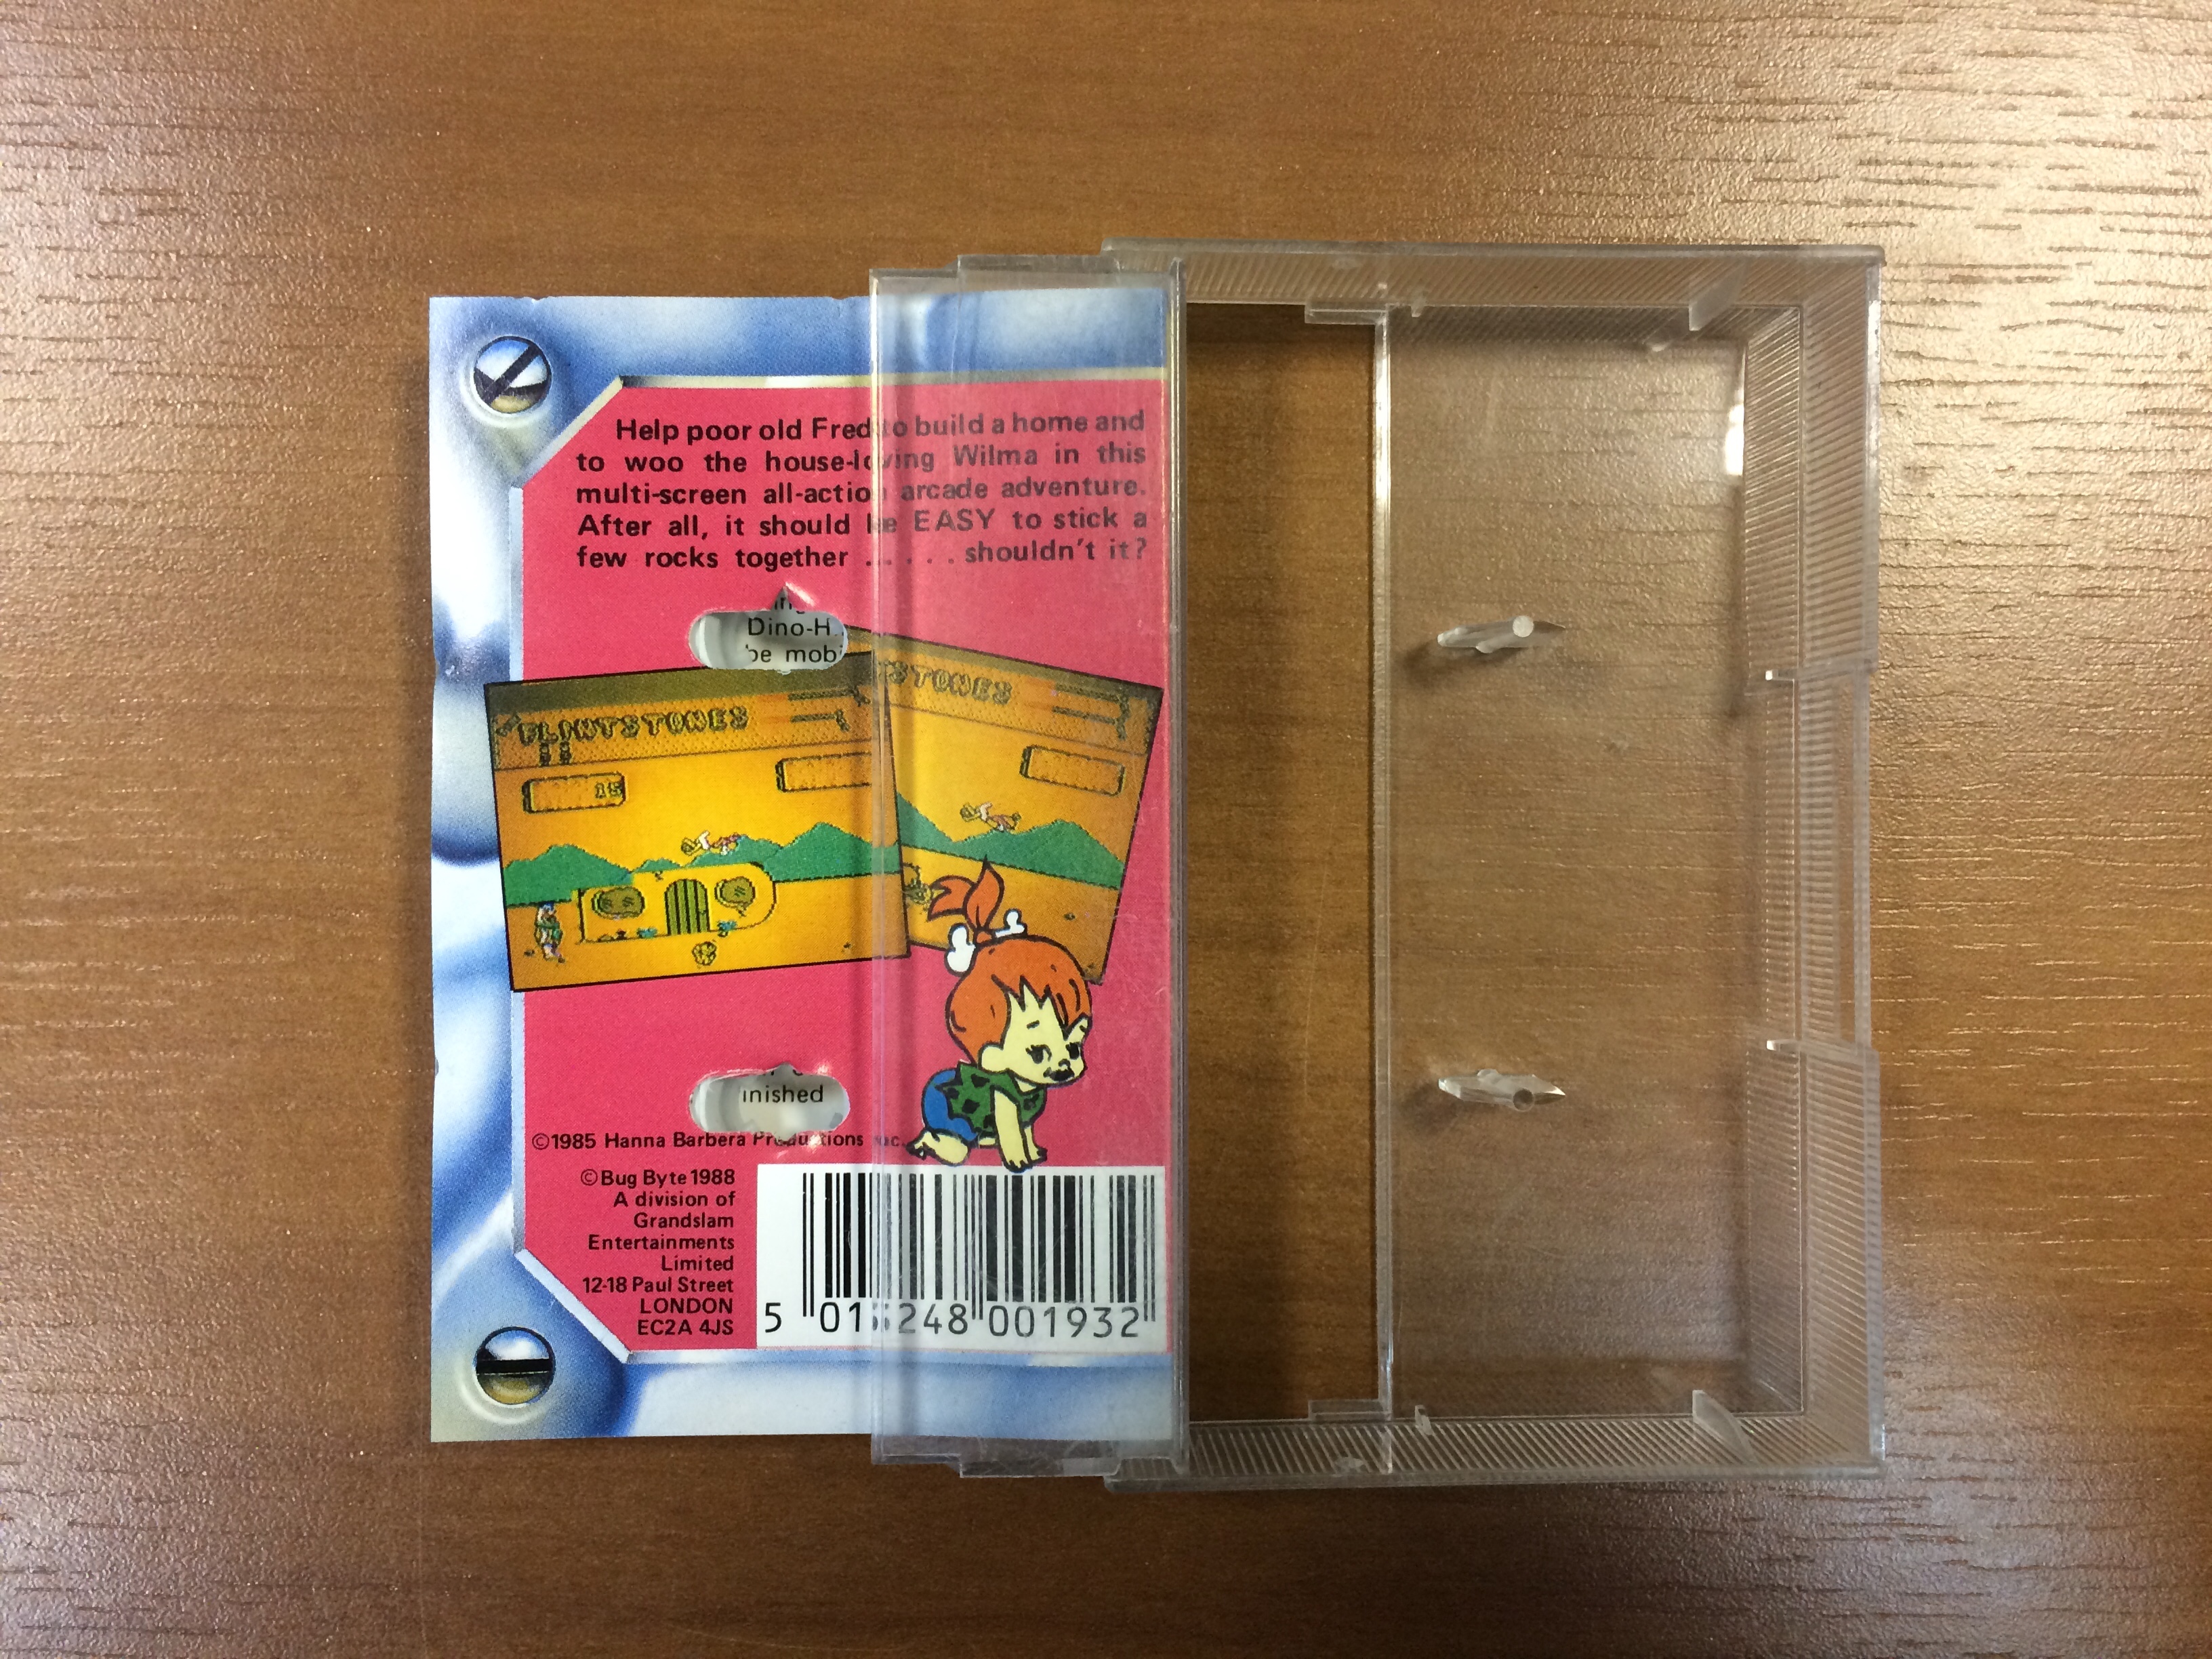 Help poor old Fred to build a home and
to woo the house-loving Wilma in this
multi-screen all-action arcade adventure.
After all, it should be EASY to stick a
few rocks together . . . . . shouldn't it?
Dino-H
be mobi
FLINTSTONES
STONES
15
inished
©1985 Hanna Barbera Productions Inc.
©Bug Byte 1988
A division of
Grandslam
Entertainments
Limited
12-18 Paul Street
LONDON
EC2A 4JS
5 015248 001932